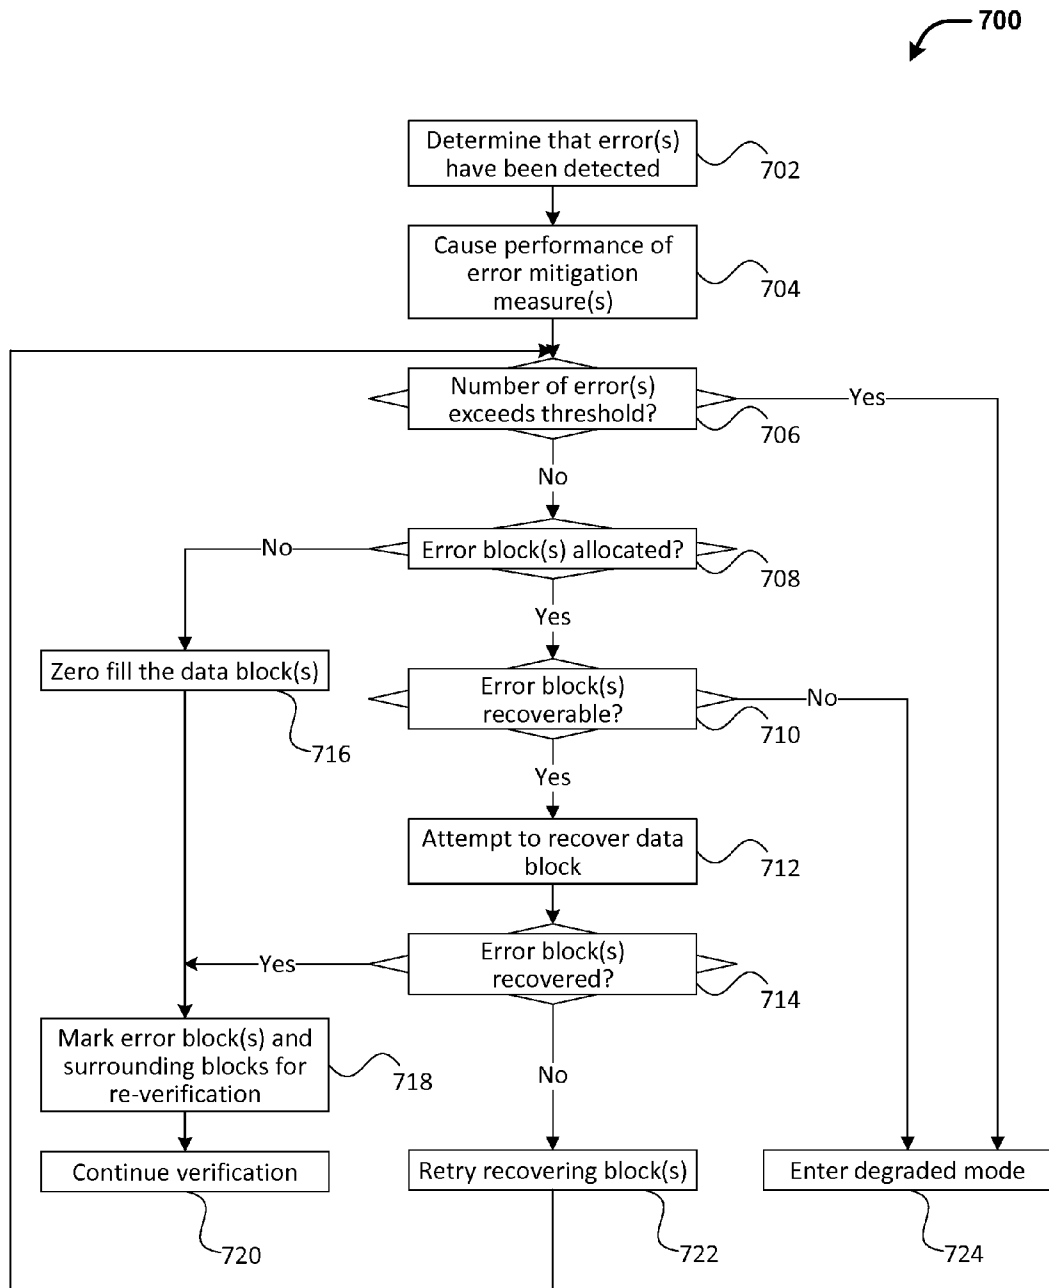 700
Determine that error(s)
have been detected
702
Cause performance of
error mitigation
measure(s)
704
Number of error(s)
exceeds threshold?
Yes
706
No
Error block(s) allocated?
No
708
Yes
Zero fill the data block(s)
716
Error block(s)
recoverable?
No
710
Yes
Attempt to recover data
block
712
Error block(s)
recovered?
Yes
714
No
Mark error block(s) and
surrounding blocks for
re-verification
718
Continue verification
720
Retry recovering block(s)
722
Enter degraded mode
724